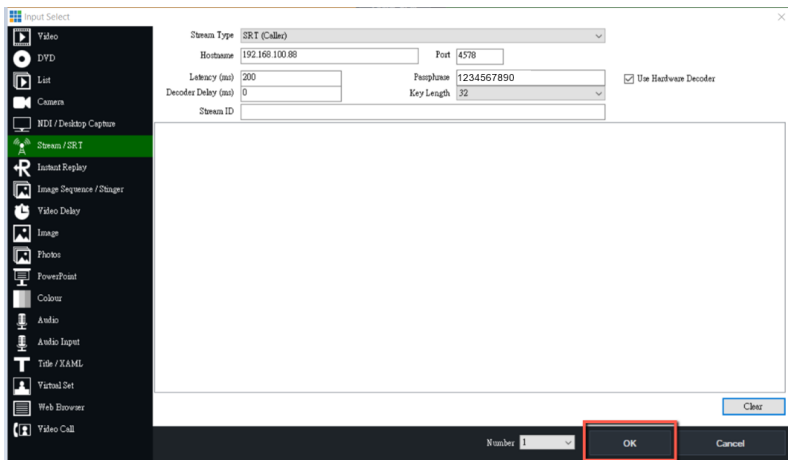 Input Select
Video
DVD
List
Camera
NDI / Desktop Capture
Stream / SRT
Instant Replay
Image Sequence / Stinger
Video Delay
Image
Photos
PowerPoint
Colour
Audio
Audio Input
Title / XAML
Virtual Set
Web Browser
Video Call
Stream Type SRT (Caller)
Hostname 192.168.100.88 Port 4578
Latency (ms) 200 Passphrase 1234567890 Use Hardware Decoder
Decoder Delay (ms) 0 Key Length 32
Stream ID
Clear
Number 1 OK Cancel